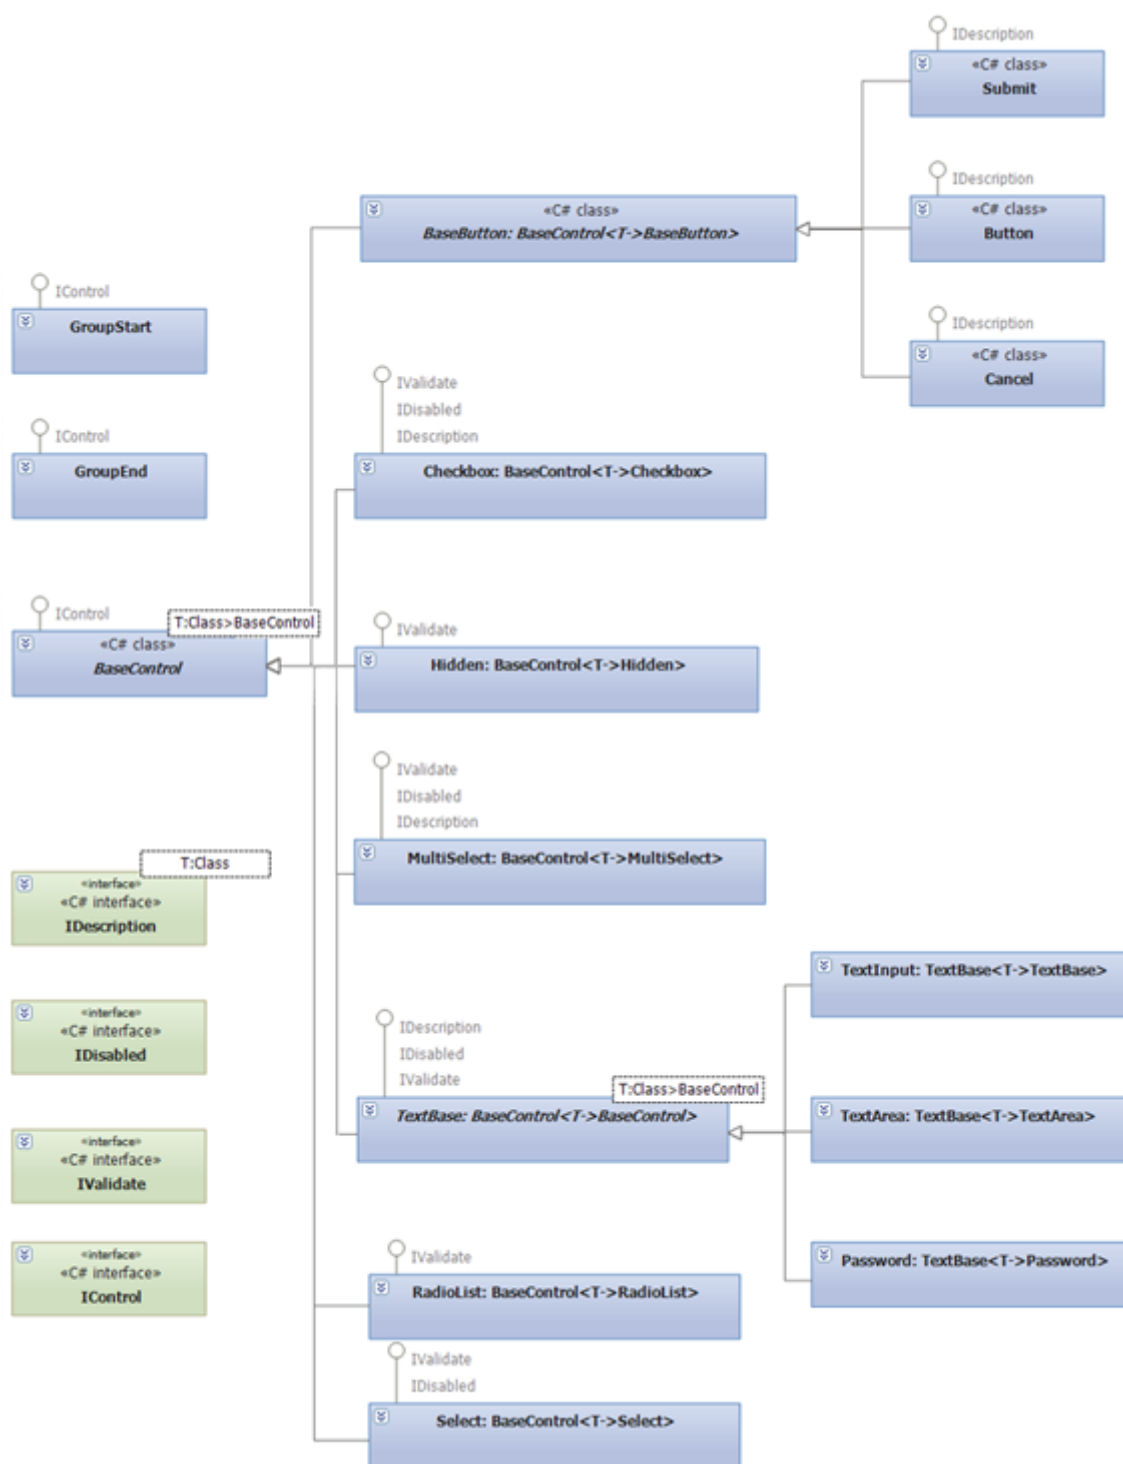 IDescription
«C# class»
Submit
IDescription
«C# class»
Button
IDescription
«C# class»
Cancel
«C# class»
BaseButton: BaseControl<T->BaseButton>
IControl
GroupStart
IControl
GroupEnd
IValidate
IDisabled
IDescription
Checkbox: BaseControl<T->Checkbox>
IControl
T:Class>BaseControl
«C# class»
BaseControl
IValidate
Hidden: BaseControl<T->Hidden>
IValidate
IDisabled
IDescription
MultiSelect: BaseControl<T->MultiSelect>
T:Class
«interface»
«C# interface»
IDescription
«interface»
«C# interface»
IDisabled
«interface»
«C# interface»
IValidate
«interface»
«C# interface»
IControl
IDescription
IDisabled
IValidate
T:Class>BaseControl
TextBase: BaseControl<T->BaseControl>
TextInput: TextBase<T->TextBase>
TextArea: TextBase<T->TextArea>
Password: TextBase<T->Password>
IValidate
RadioList: BaseControl<T->RadioList>
IValidate
IDisabled
Select: BaseControl<T->Select>